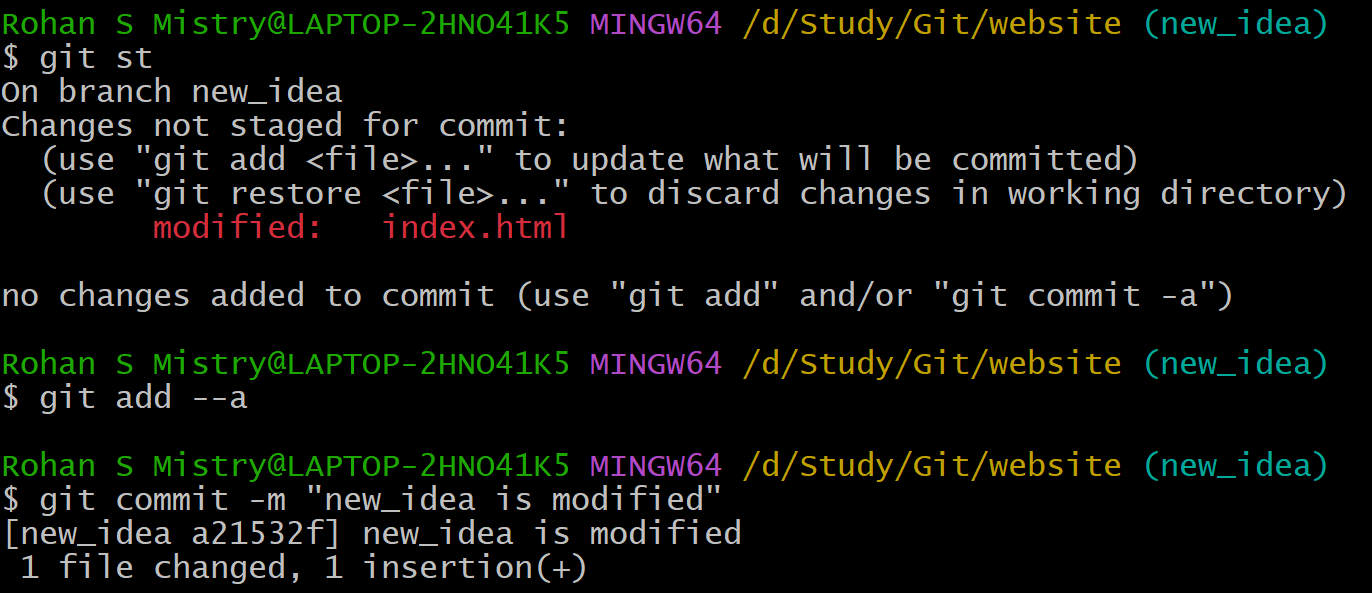 Rohan S Mistry@LAPTOP-2HNO41K5 MINGW64 /d/Study/Git/website (new_idea)
$ git st
On branch new_idea
Changes not staged for commit:
  (use "git add <file>..." to update what will be committed)
  (use "git restore <file>..." to discard changes in working directory)
        modified:   index.html

no changes added to commit (use "git add" and/or "git commit -a")

Rohan S Mistry@LAPTOP-2HNO41K5 MINGW64 /d/Study/Git/website (new_idea)
$ git add --a

Rohan S Mistry@LAPTOP-2HNO41K5 MINGW64 /d/Study/Git/website (new_idea)
$ git commit -m "new_idea is modified"
[new_idea a21532f] new_idea is modified
 1 file changed, 1 insertion(+)